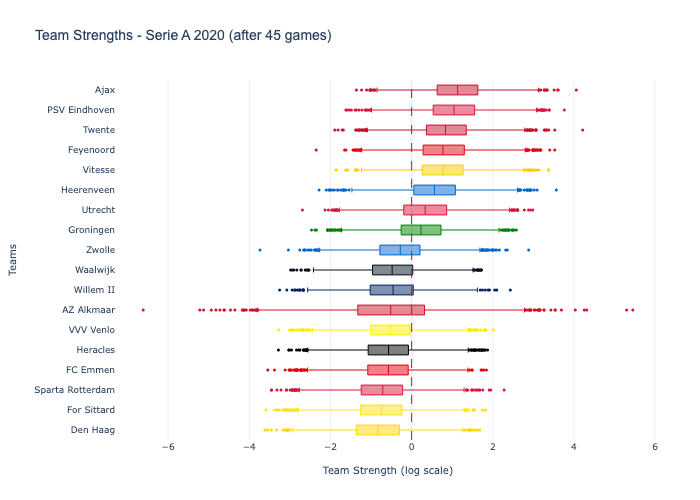 Team Strengths - Serie A 2020 (after 45 games)
Ajax
PSV Eindhoven
Twente
Feyenoord
Vitesse
Heerenveen
Utrecht
Groningen
Zwolle
Waalwijk
Willem II
AZ Alkmaar
VVV Venlo
Heracles
FC Emmen
Sparta Rotterdam
For Sittard
Den Haag
Teams
−6 −4 −2 0 2 4 6
Team Strength (log scale)